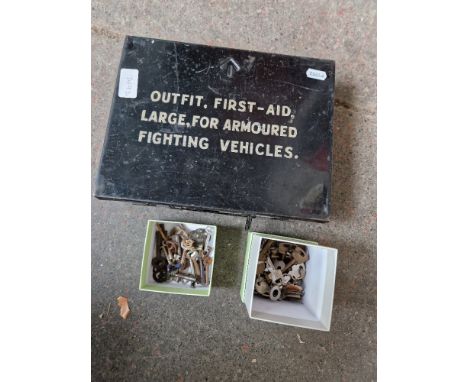 OUTFIT. FIRST-AID,
LARGE, FOR ARMOURED
FIGHTING VEHICLES.